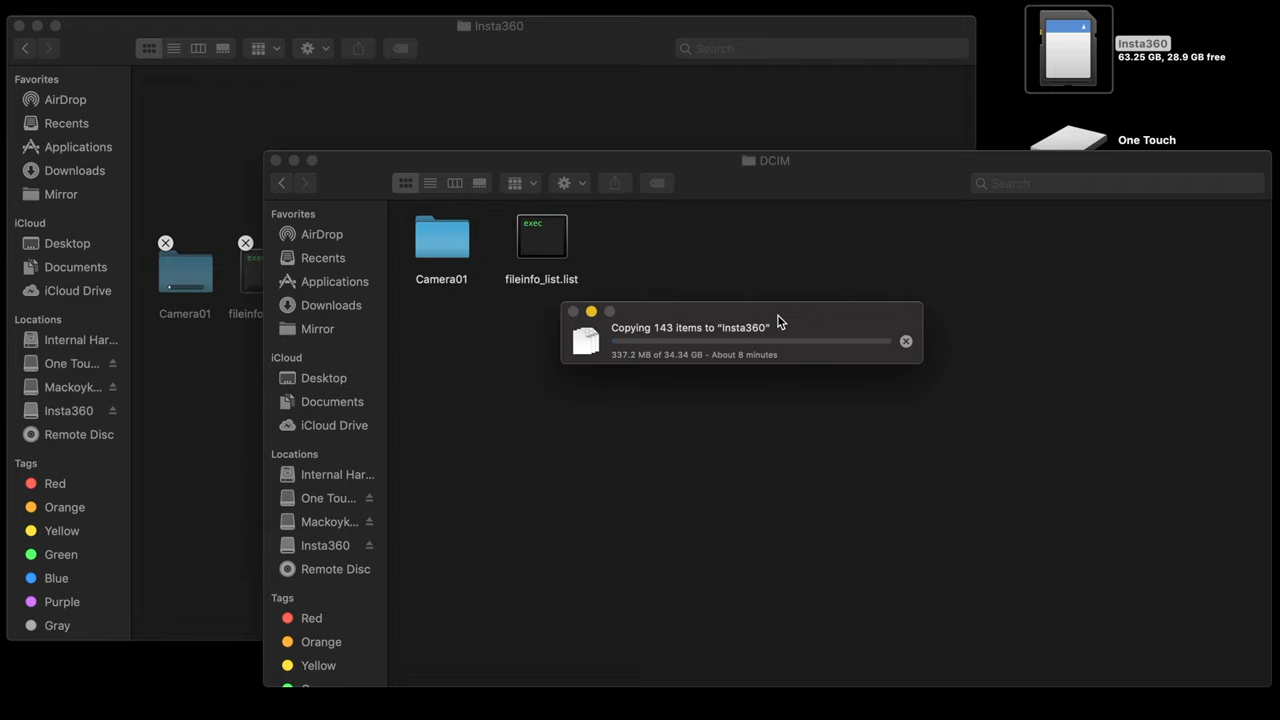 Insta360
Search
Favorites
AirDrop
Recents
Applications
Downloads
Mirror
iCloud
Desktop
Documents
iCloud Drive
Locations
Internal Har...
One Tou...
Mackoyk...
Insta360
Remote Disc
Tags
Red
Orange
Yellow
Green
Blue
Purple
Gray
Camera01
exec
fileinfo
Insta360
63.25 GB, 28.9 GB free
One Touch
DCIM
Search
Favorites
AirDrop
Recents
Applications
Downloads
Mirror
iCloud
Desktop
Documents
iCloud Drive
Locations
Internal Har...
One Tou...
Mackoyk...
Insta360
Remote Disc
Tags
Red
Orange
Yellow
exec
Camera01
fileinfo_list.list
Copying 143 items to “Insta360”
337.2 MB of 34.34 GB - About 8 minutes